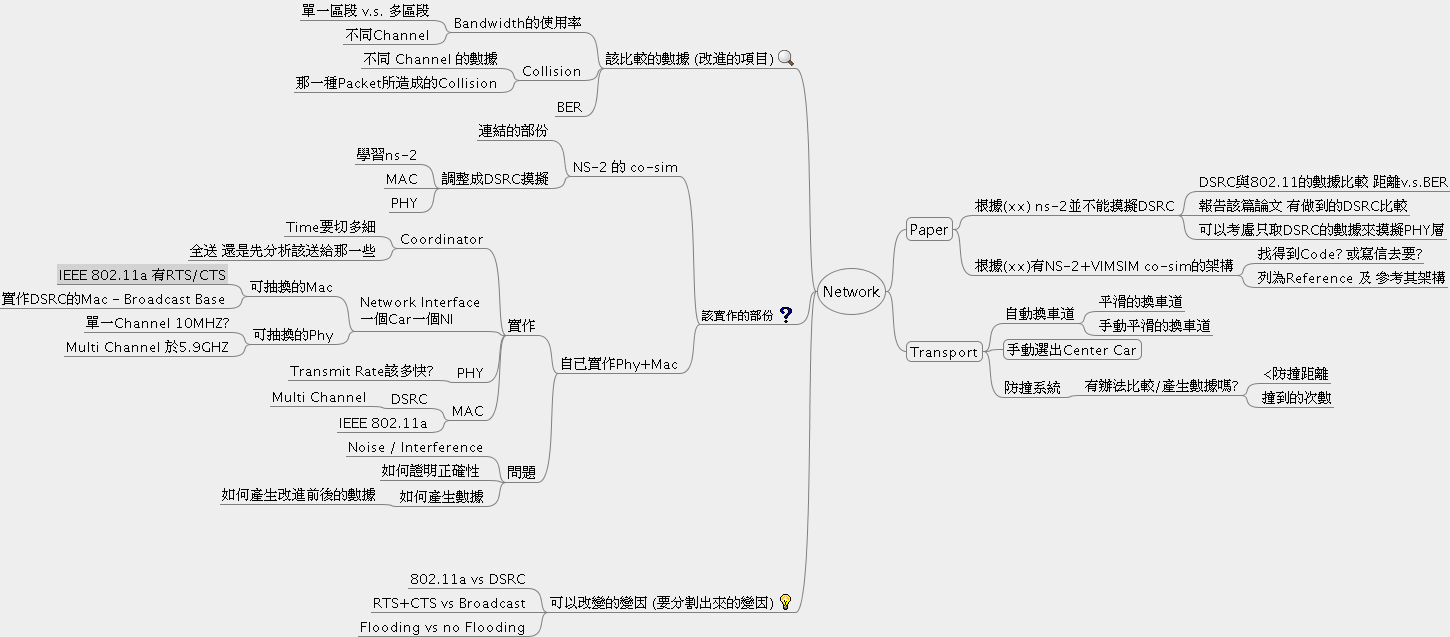 單一區段 v.s. 多區段
Bandwidth的使用率
不同Channel
該比較的數據 (改進的項目)
不同 Channel 的數據
Collision
那一種Packet所造成的Collision
BER
連結的部份
NS-2 的 co-sim
學習ns-2
調整成DSRC摸擬
MAC
PHY
Time要切多細
Coordinator
全送 還是先分析該送給那一些
IEEE 802.11a 有RTS/CTS
可抽換的Mac
實作DSRC的Mac - Broadcast Base
Network Interface
一個Car一個NI
單一Channel 10MHZ?
可抽換的Phy
Multi Channel 於5.9GHZ
實作
該實作的部份
自已實作Phy+Mac
Transmit Rate該多快?
PHY
Multi Channel
DSRC
MAC
IEEE 802.11a
Noise / Interference
如何證明正確性
問題
如何產生改進前後的數據
如何產生數據
802.11a vs DSRC
RTS+CTS vs Broadcast
可以改變的變因 (要分割出來的變因)
Flooding vs no Flooding
Network
Paper
根據(xx) ns-2並不能摸擬DSRC
DSRC與802.11的數據比較 距離v.s.BER
報告該篇論文 有做到的DSRC比較
可以考慮只取DSRC的數據來摸擬PHY層
根據(xx)有NS-2+VIMSIM co-sim的架構
找得到Code? 或寫信去要?
列為Reference 及 參考其架構
Transport
自動換車道
平滑的換車道
手動平滑的換車道
手動選出Center Car
防撞系統
有辦法比較/產生數據嗎?
<防撞距離
撞到的次數